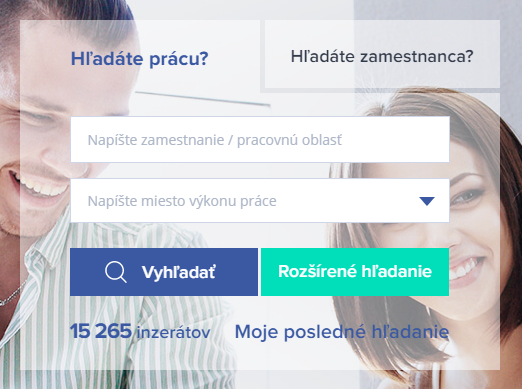 Hľadáte prácu?
Hľadáte zamestnanca?
Napíšte zamestnanie / pracovnú oblasť
Napíšte miesto výkonu práce
Vyhľadať
Rozšírené hľadanie
15 265 inzerátov
Moje posledné hľadanie